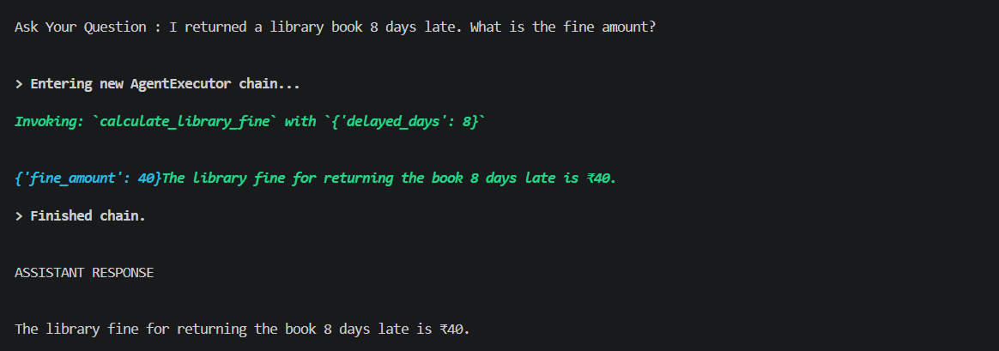 Ask Your Question : I returned a library book 8 days late. What is the fine amount?
> Entering new AgentExecutor chain...
Invoking: `calculate_library_fine` with `{'delayed_days': 8}`
{'fine_amount': 40}The library fine for returning the book 8 days late is ₹40.
> Finished chain.
ASSISTANT RESPONSE
The library fine for returning the book 8 days late is ₹40.